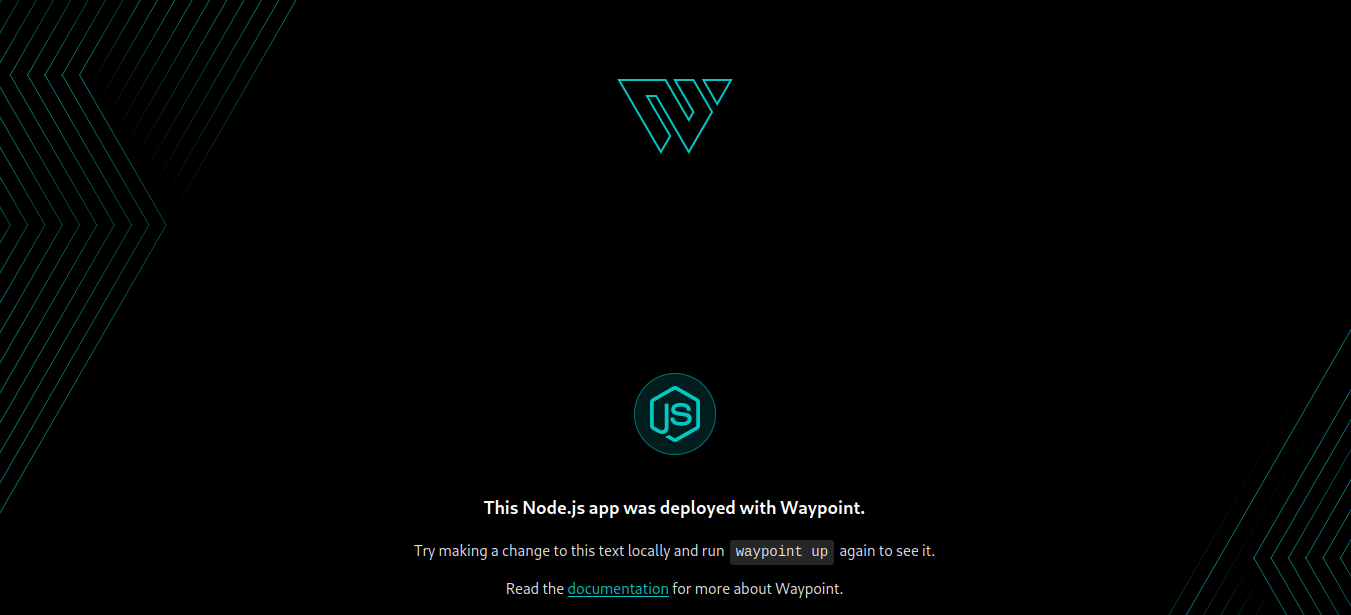 JS
This Node.js app was deployed with Waypoint.
Try making a change to this text locally and run waypoint up again to see it.
Read the documentation for more about Waypoint.